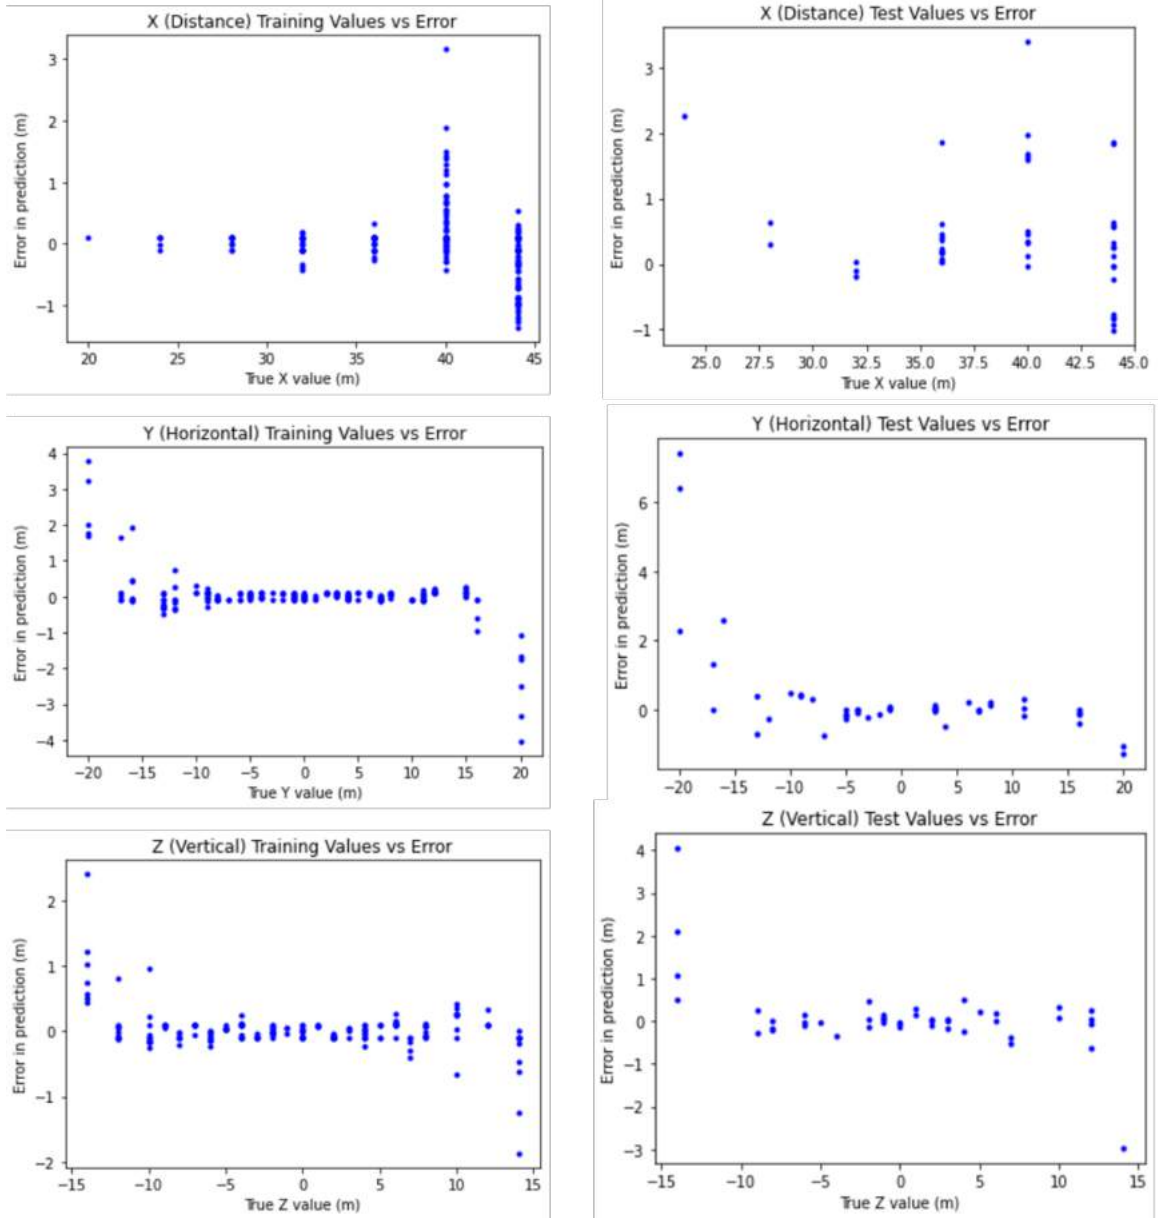 X (Distance) Training Values vs Error
Error in prediction (m)
3
2
1
0
−1
20 25 30 35 40 45
True X value (m)
X (Distance) Test Values vs Error
Error in prediction (m)
3
2
1
0
−1
25.0 27.5 30.0 32.5 35.0 37.5 40.0 42.5 45.0
True X value (m)
Y (Horizontal) Training Values vs Error
Error in prediction (m)
4
3
2
1
0
−1
−2
−3
−4
−20 −15 −10 −5 0 5 10 15 20
True Y value (m)
Y (Horizontal) Test Values vs Error
Error in prediction (m)
6
4
2
0
−20 −15 −10 −5 0 5 10 15 20
True Y value (m)
Z (Vertical) Training Values vs Error
Error in prediction (m)
2
1
0
−1
−2
−15 −10 −5 0 5 10 15
True Z value (m)
Z (Vertical) Test Values vs Error
Error in prediction (m)
4
3
2
1
0
−1
−2
−3
−15 −10 −5 0 5 10 15
True Z value (m)